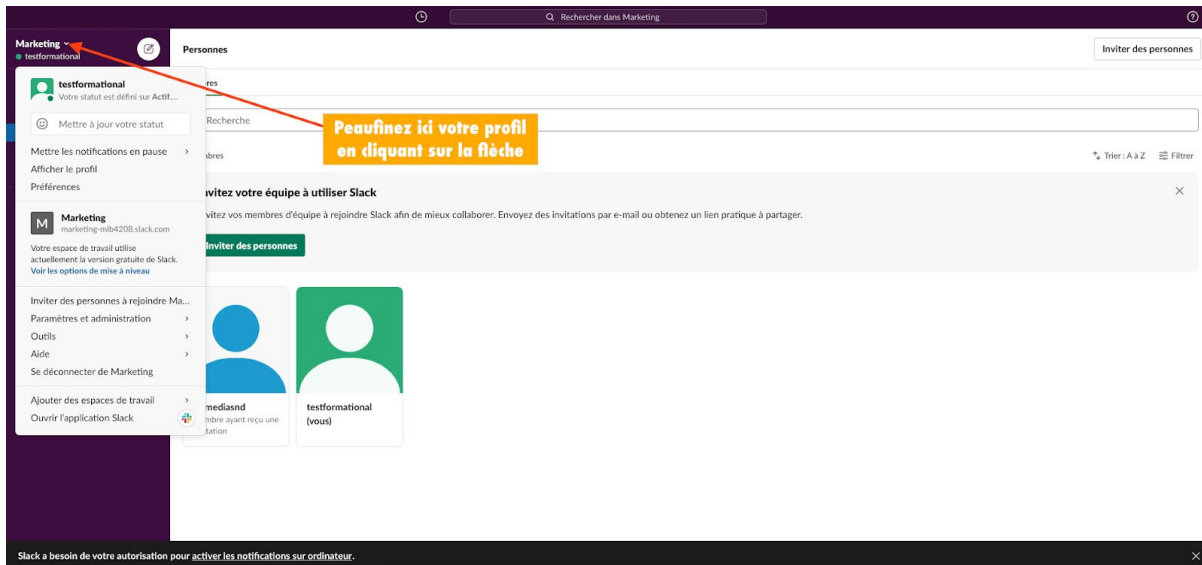 Rechercher dans Marketing
Marketing
testformational
Personnes
Inviter des personnes
testformational
Votre statut est défini sur Actif....
Mettre à jour votre statut
Mettre les notifications en pause
Afficher le profil
Préférences
Marketing
M
marketing-mlb4208.slack.com
Votre espace de travail utilise
actuellement la version gratuite de Slack.
Voir les options de mise à niveau
Inviter des personnes à rejoindre Ma...
Paramètres et administration
Outils
Aide
Se déconnecter de Marketing
Ajouter des espaces de travail
Ouvrir l'application Slack
res
Recherche
Peaufinez ici votre profil
en cliquant sur la flèche
bres
Trier : A à Z
Filtrer
vitez votre équipe à utiliser Slack
vitez vos membres d'équipe à rejoindre Slack afin de mieux collaborer. Envoyez des invitations par e-mail ou obtenez un lien pratique à partager.
Inviter des personnes
mediasnd
mbre ayant reçu une
tation
testformational
(vous)
Slack a besoin de votre autorisation pour activer les notifications sur ordinateur.